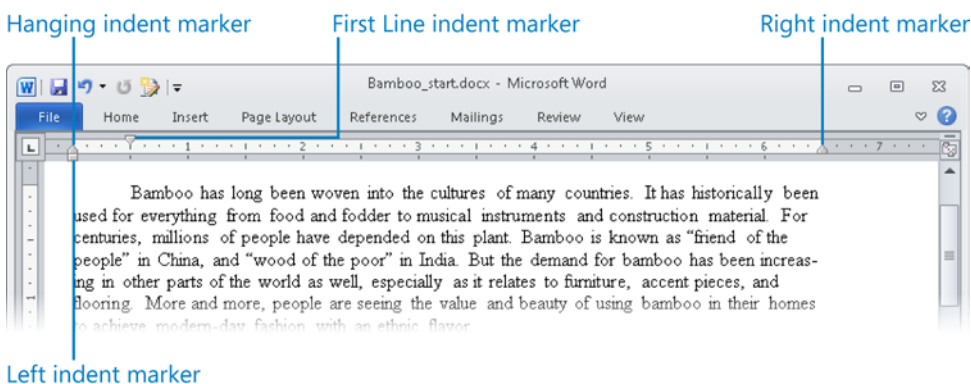 Hanging indent marker First Line indent marker Right indent marker
Bamboo_start.docx - Microsoft Word
File Home Insert Page Layout References Mailings Review View
1 2 3 4 5 6 7
Bamboo has long been woven into the cultures of many countries. It has historically been
used for everything from food and fodder to musical instruments and construction material. For
centuries, millions of people have depended on this plant. Bamboo is known as “friend of the
people” in China, and “wood of the poor” in India. But the demand for bamboo has been increas-
ing in other parts of the world as well, especially as it relates to furniture, accent pieces, and
flooring. More and more, people are seeing the value and beauty of using bamboo in their homes
to achieve modern-day fashion with an ethnic flavor.
Left indent marker